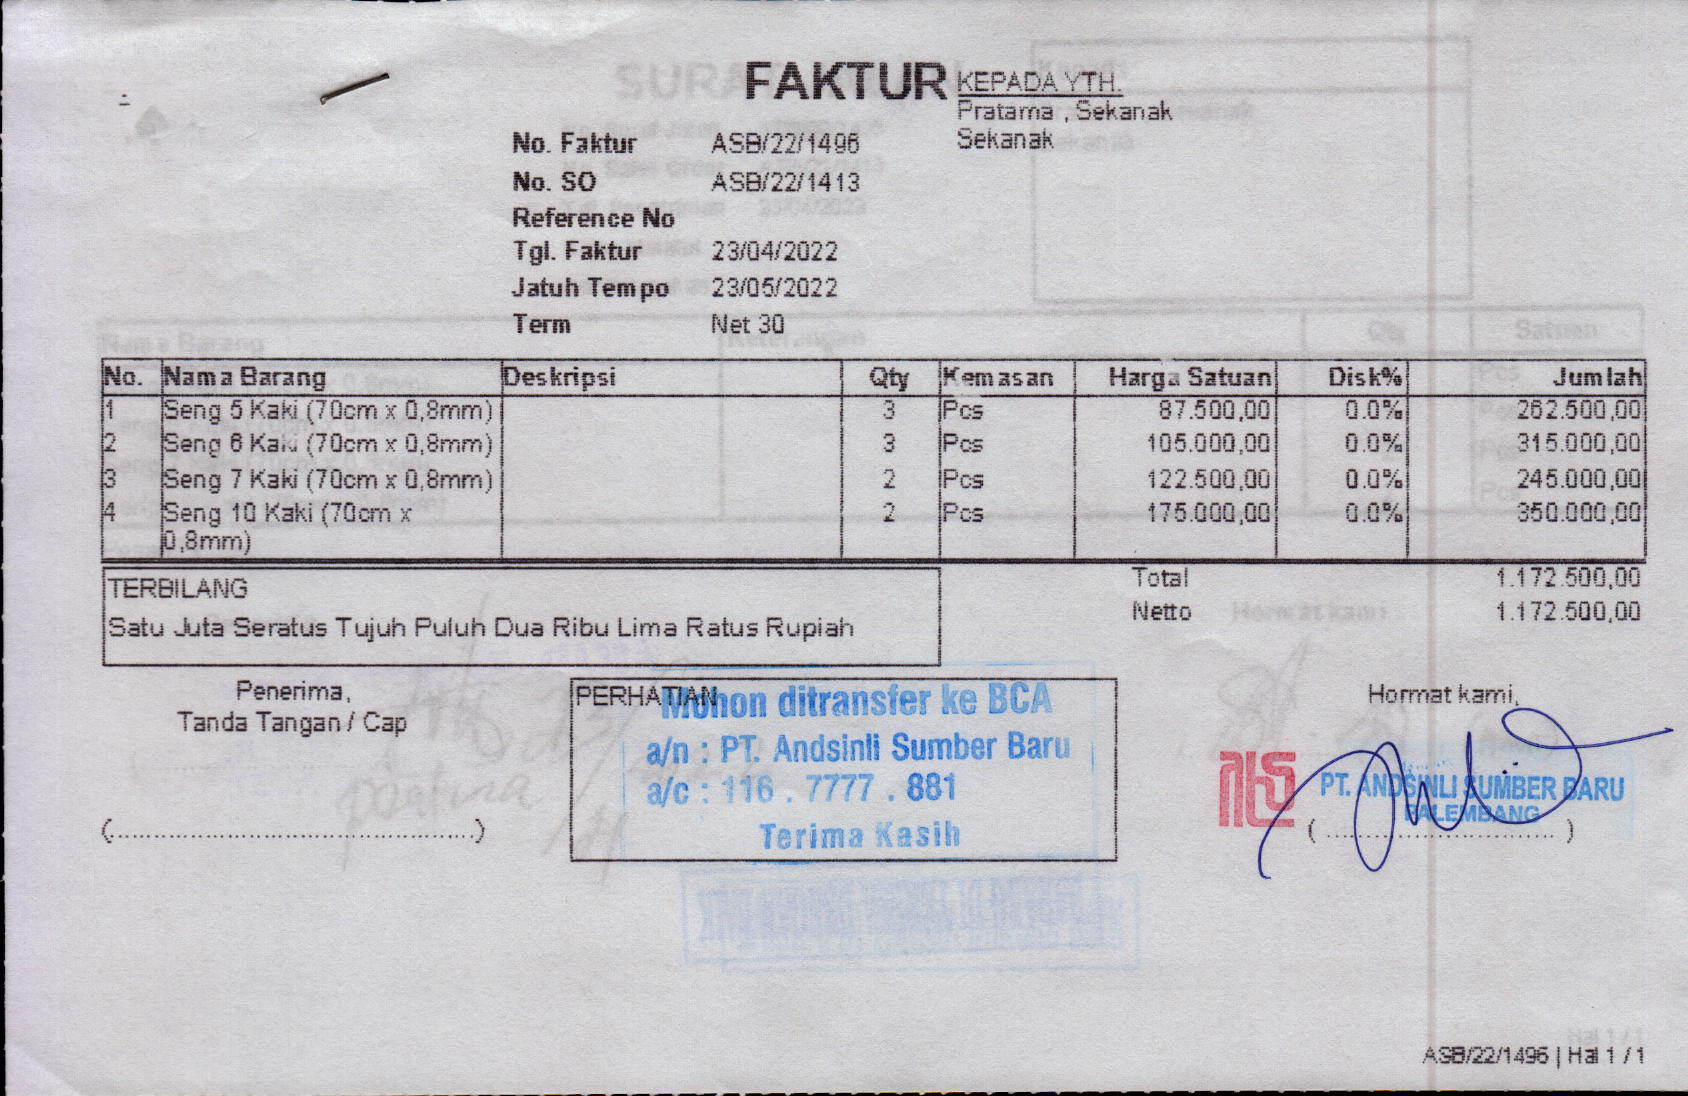 FAKTUR
KEPADA YTH.
Pratama , Sekanak
Sekanak
No. Faktur ASB/22/1496
No. SO ASB/22/1413
Reference No
Tgl. Faktur 23/04/2022
Jatuh Tempo 23/05/2022
Term Net 30
No. Nama Barang Deskripsi Qty Kemasan Harga Satuan Disk% Jumlah
1 Seng 5 Kaki (70cm x 0,8mm) 3 Pcs 87.500,00 0.0% 262.500,00
2 Seng 6 Kaki (70cm x 0,8mm) 3 Pcs 105.000,00 0.0% 315.000,00
3 Seng 7 Kaki (70cm x 0,8mm) 2 Pcs 122.500,00 0.0% 245.000,00
4 Seng 10 Kaki (70cm x 2 Pcs 175.000,00 0.0% 350.000,00
0,8mm)
TERBILANG
Satu Juta Seratus Tujuh Puluh Dua Ribu Lima Ratus Rupiah
Total 1.172.500,00
Netto 1.172.500,00
Penerima,
Tanda Tangan / Cap
(..........................................................)
PERHATIAN
Mohon ditransfer ke BCA
a/n : PT. Andsinli Sumber Baru
a/c : 116 . 7777 . 881
Terima Kasih
Hormat kami,
PT. ANDSINLI SUMBER BARU
PALEMBANG
( .................................... )
ASB/22/1496 | Hal 1 / 1